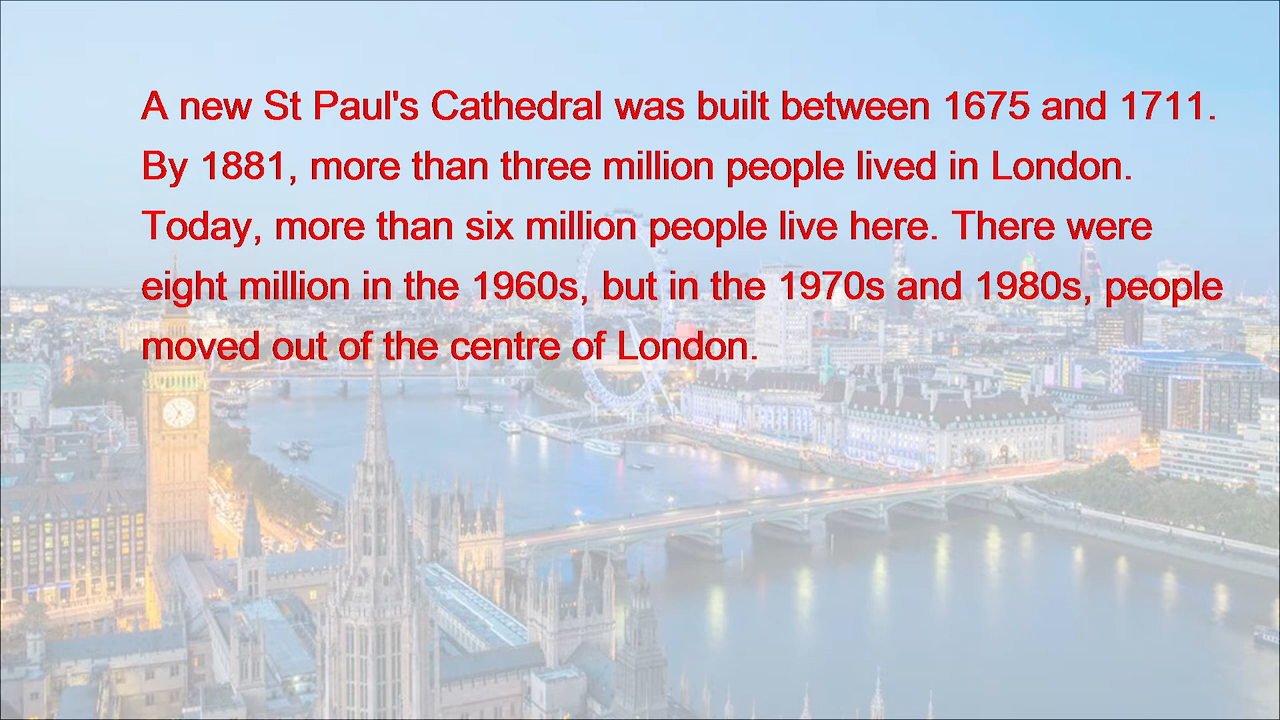 A new St Paul's Cathedral was built between 1675 and 1711.
By 1881, more than three million people lived in London.
Today, more than six million people live here. There were
eight million in the 1960s, but in the 1970s and 1980s, people
moved out of the centre of London.